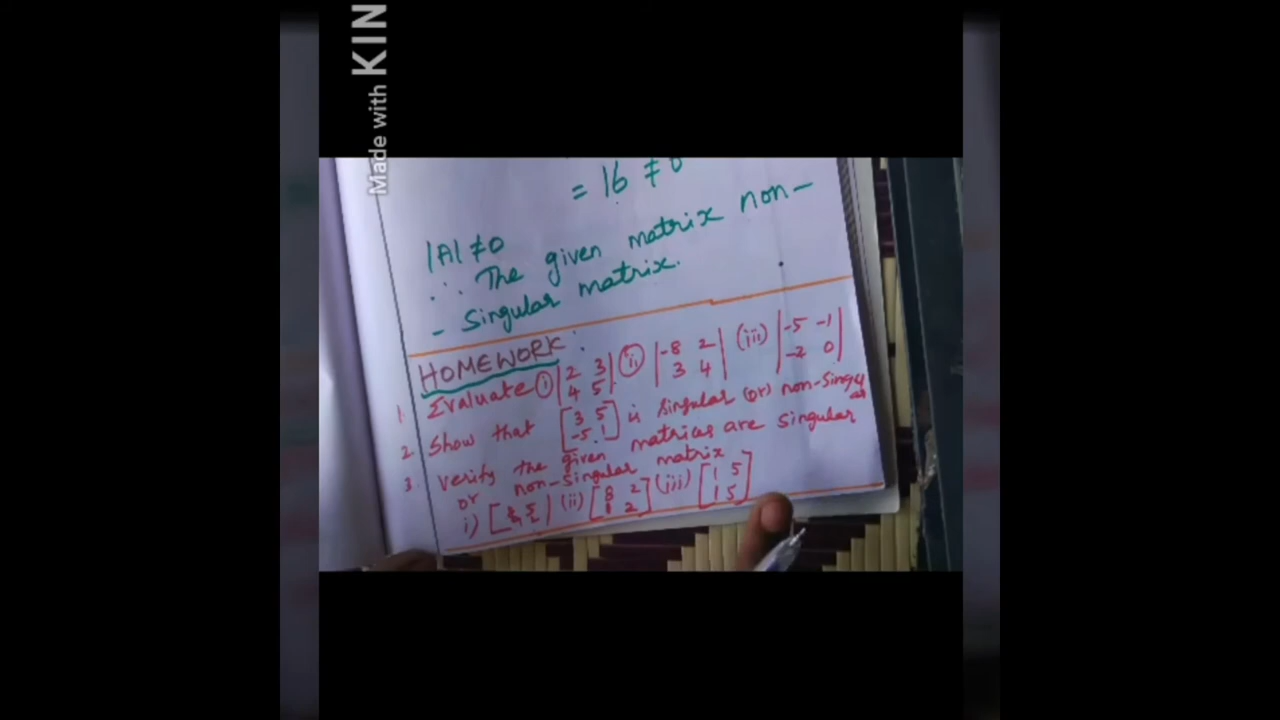 Made with KIN
= 16 ≠ 0
|A| ≠ 0
∴ The given matrix non-
- Singular matrix.
HOMEWORK:
1. Evaluate (i) |2 3| (ii) |-8 2| (iii) |-5 -1|
|4 5| |3 4| |-2 0|
2. Show that [3 5] is singular (or) non-singular
[-5 1]
3. verify the given matrices are singular
or non-singular matrix
i) (ii) [8 2] (iii) [1 5]
2] [1 5]